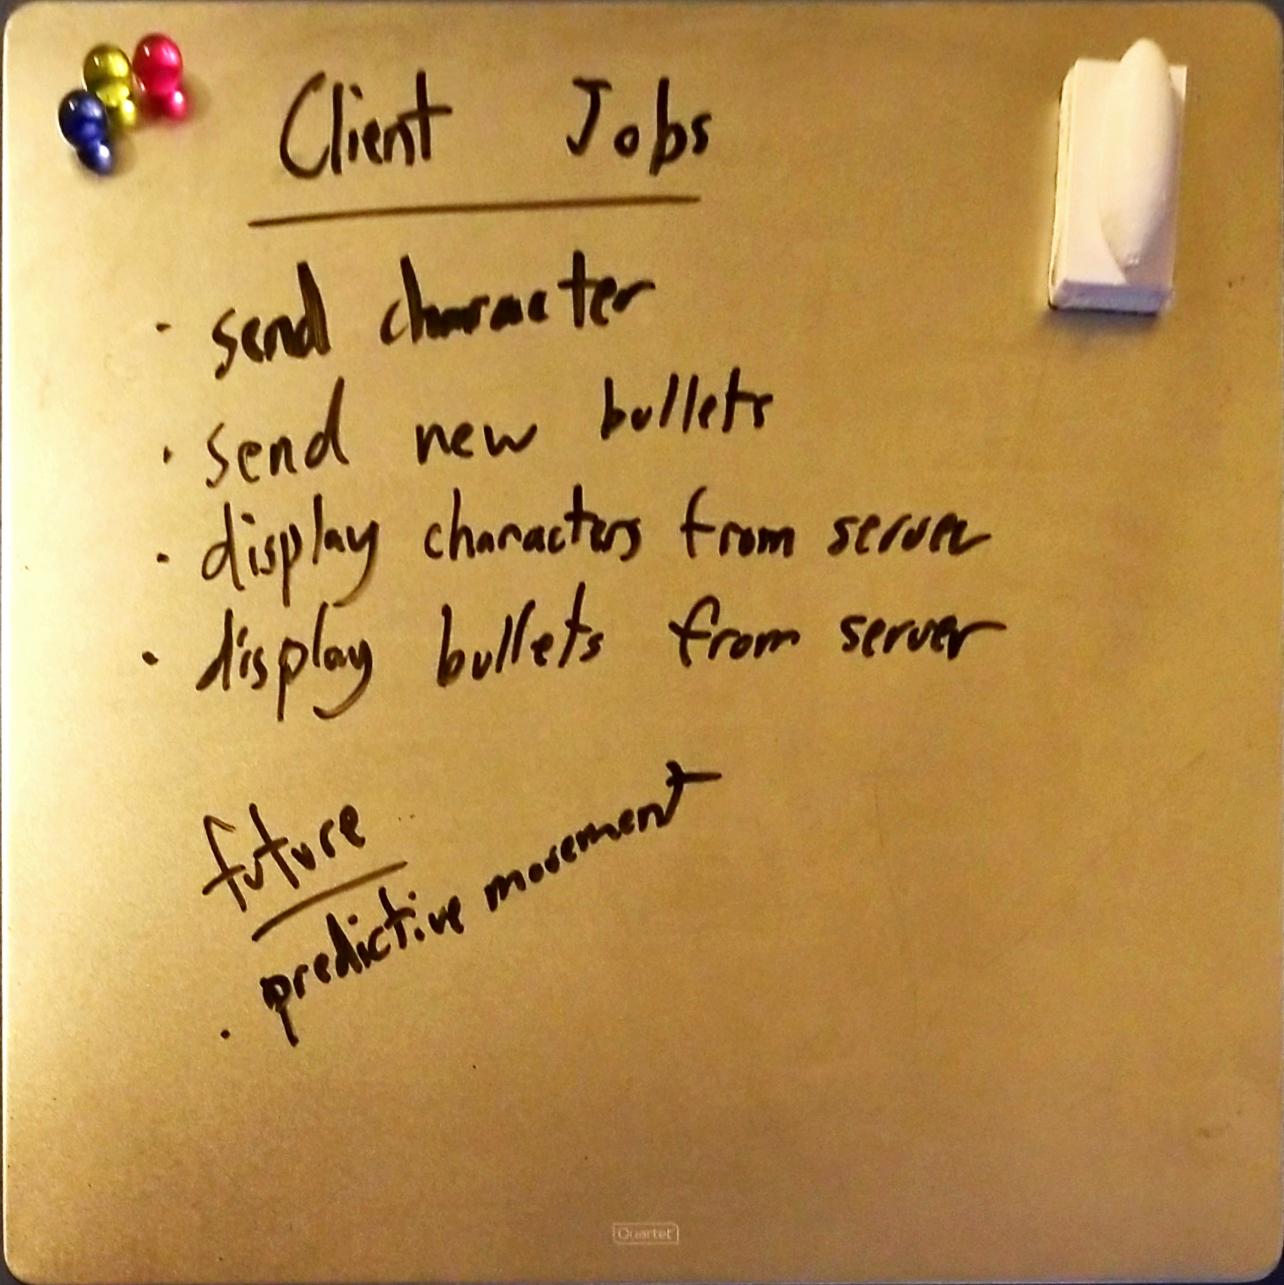 Client Jobs
· send character
· send new bullets
· display characters from server
· display bullets from server
future
· predictive movement
Quartet